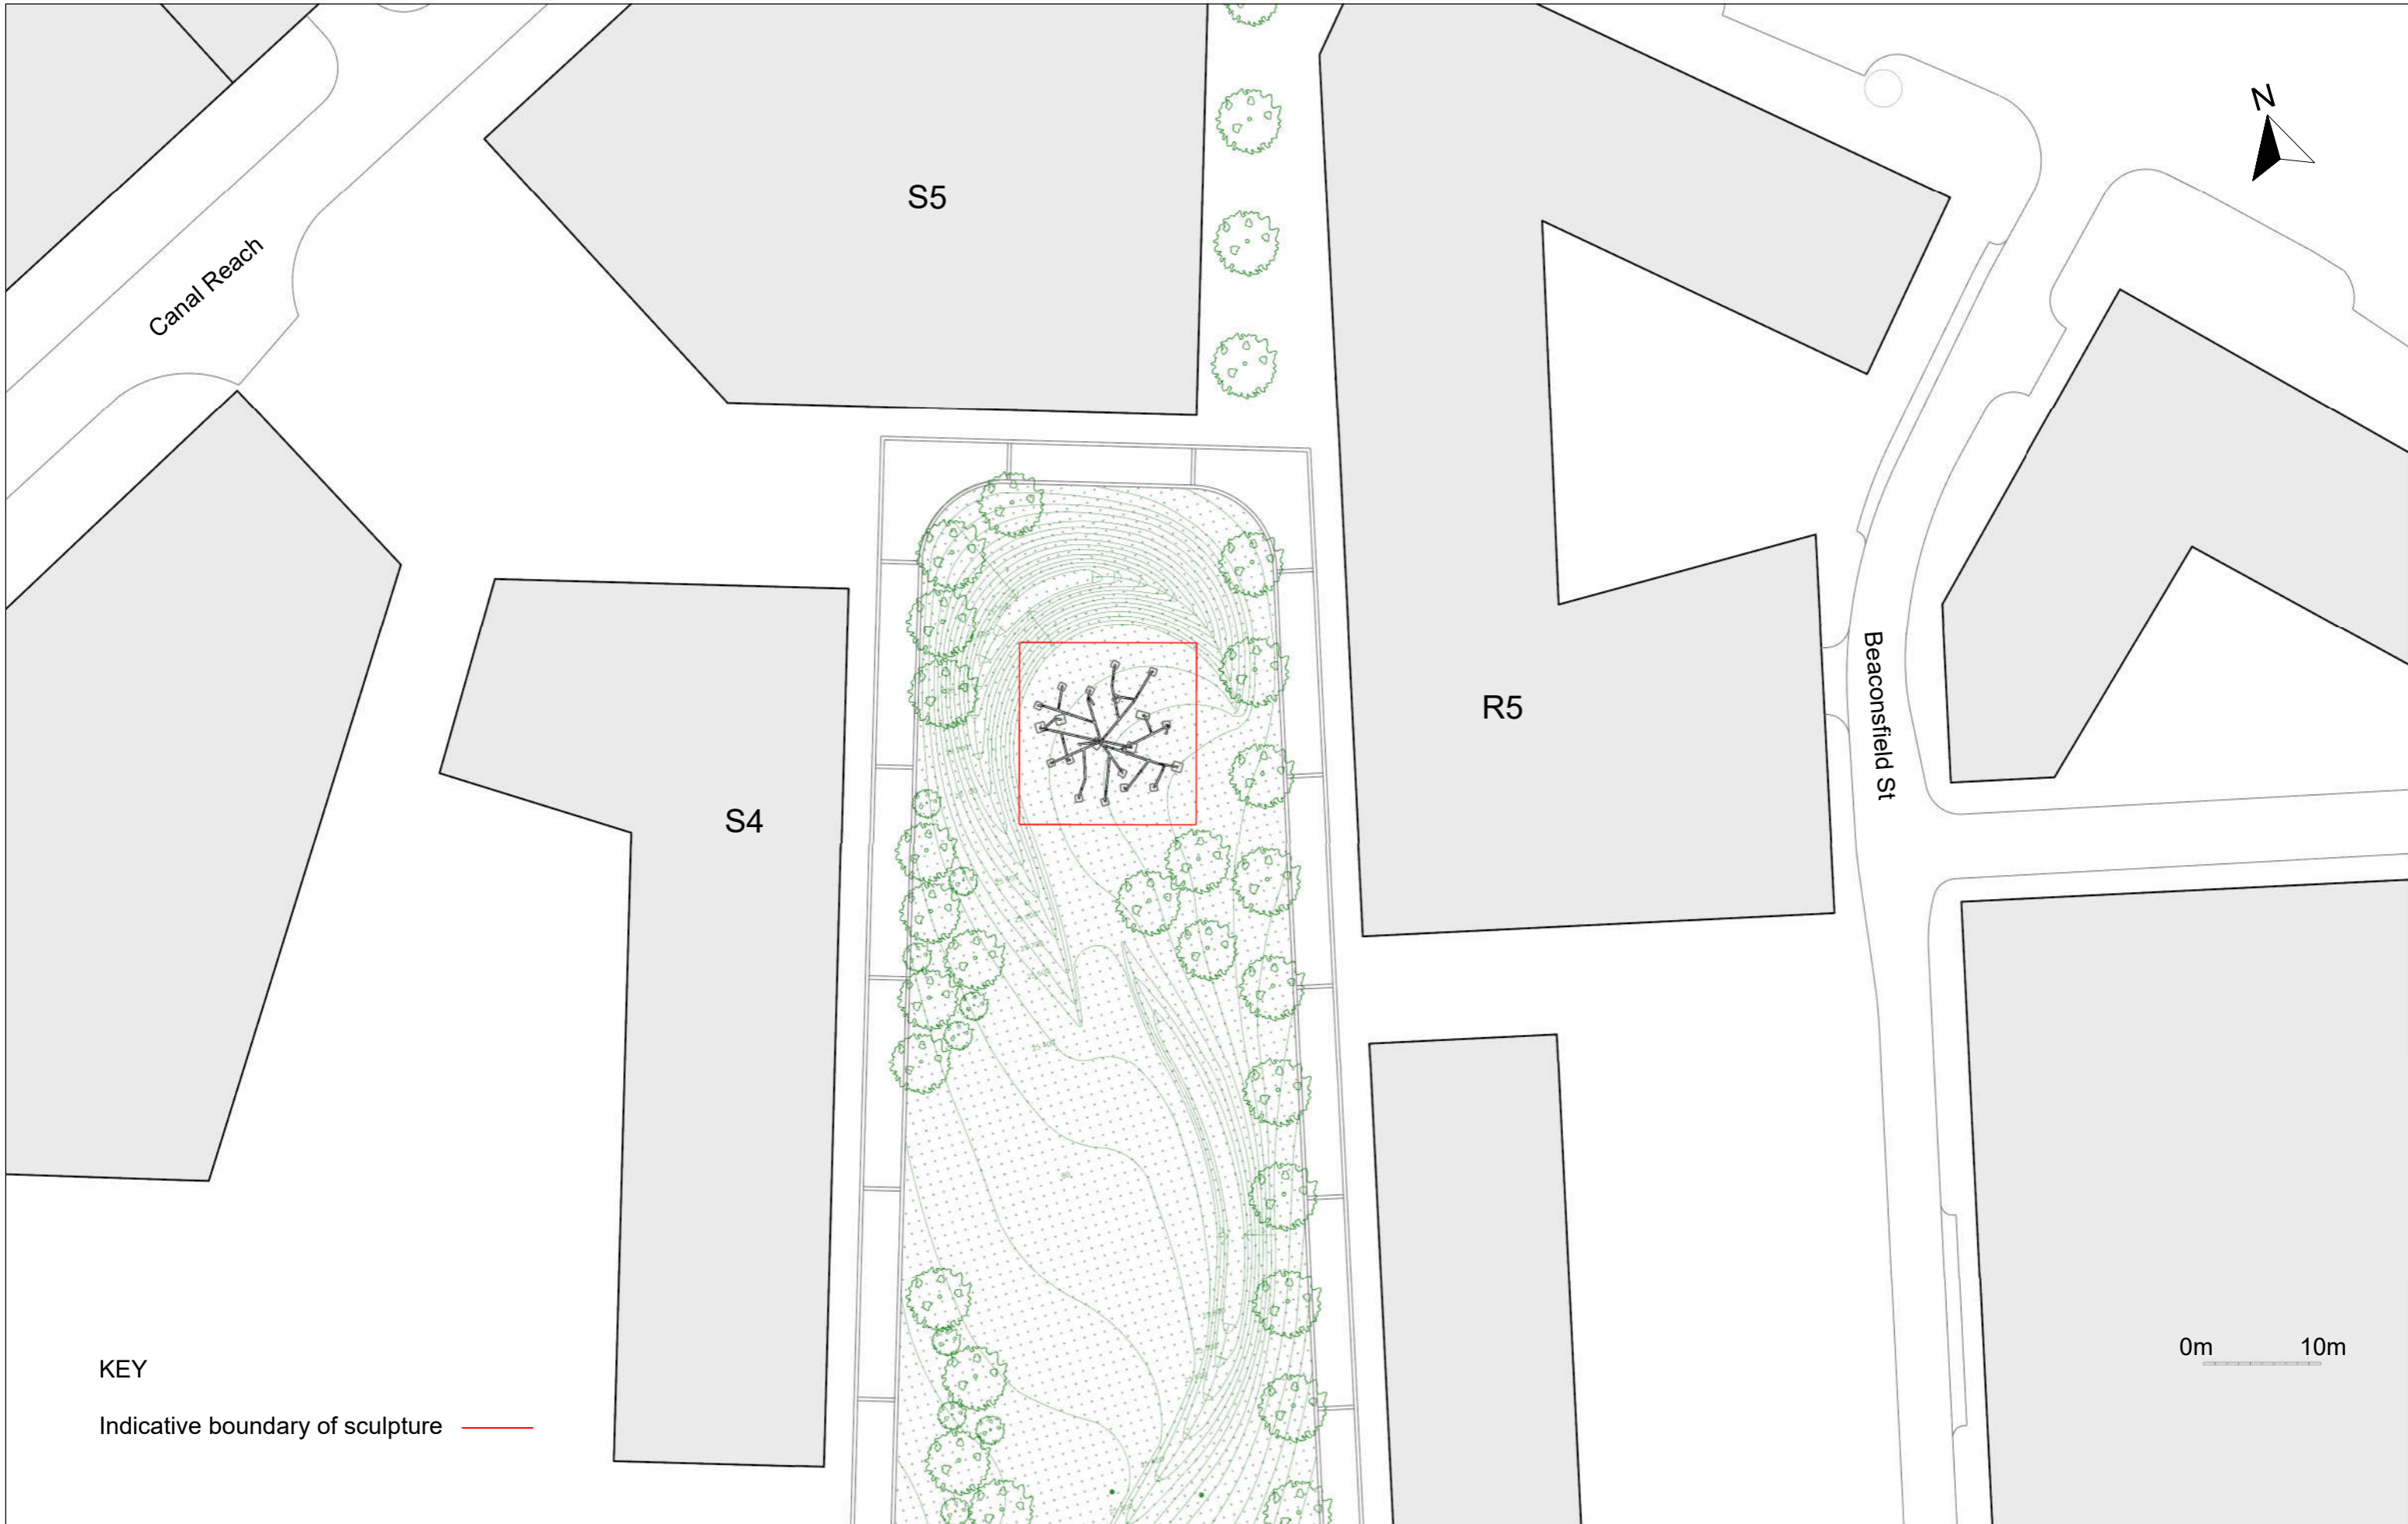 N
S5
Canal Reach
R5
Beaconsfield St
S4
0m 10m
KEY
Indicative boundary of sculpture